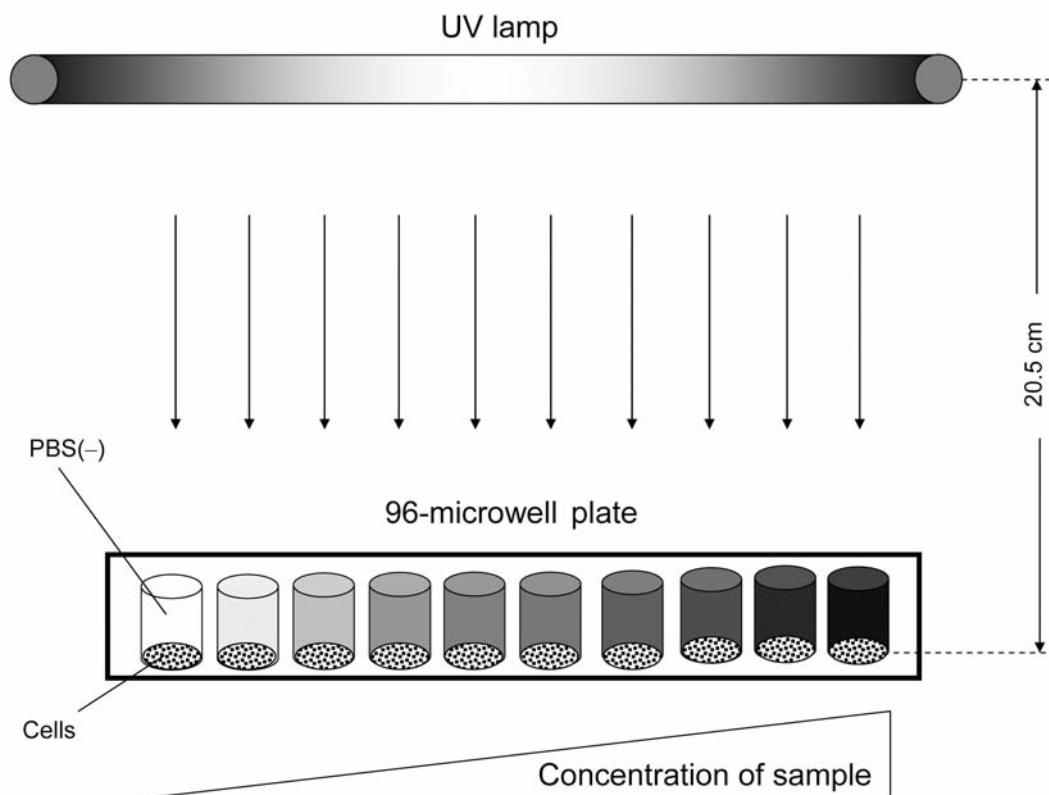 UV lamp
20.5 cm
PBS(–)
96-microwell plate
Cells
Concentration of sample